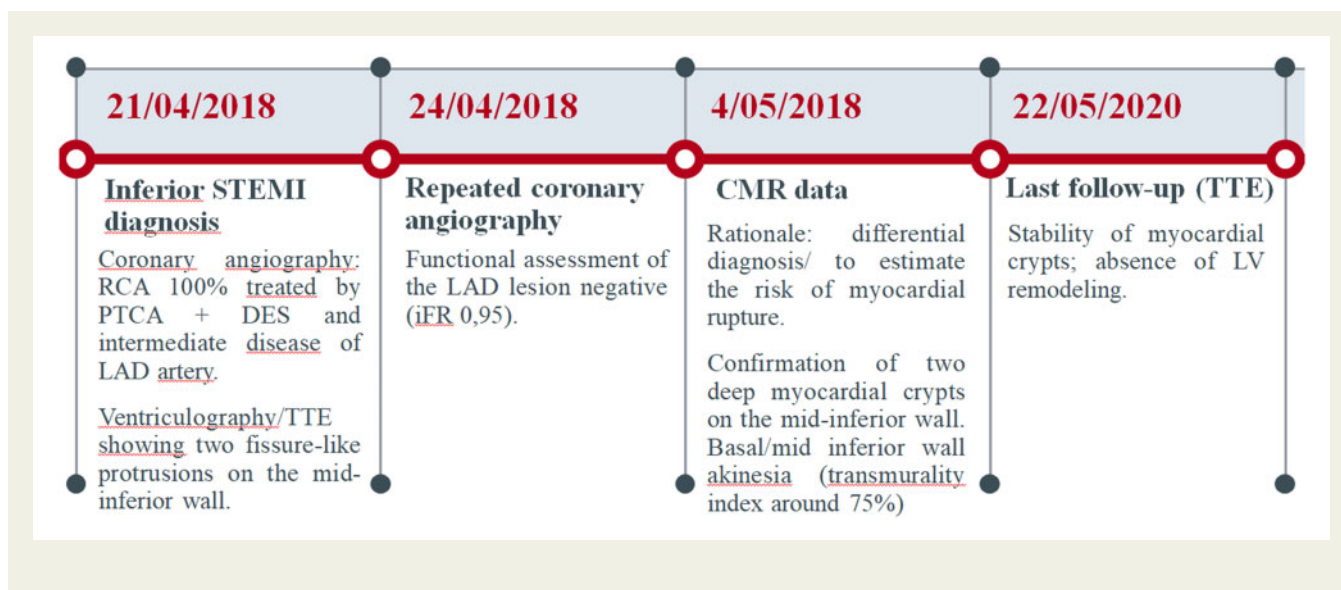 21/04/2018
Inferior STEMI
diagnosis
Coronary angiography:
RCA 100% treated by
PTCA + DES and
intermediate disease of
LAD artery.
Ventriculography/TTE
showing two fissure-like
protrusions on the mid-
inferior wall.
24/04/2018
Repeated coronary
angiography
Functional assessment of
the LAD lesion negative
(iFR 0,95).
4/05/2018
CMR data
Rationale: differential
diagnosis/ to estimate
the risk of myocardial
rupture.
Confirmation of two
deep myocardial crypts
on the mid-inferior wall.
Basal/mid inferior wall
akinesia (transmurality
index around 75%)
22/05/2020
Last follow-up (TTE)
Stability of myocardial
crypts; absence of LV
remodeling.